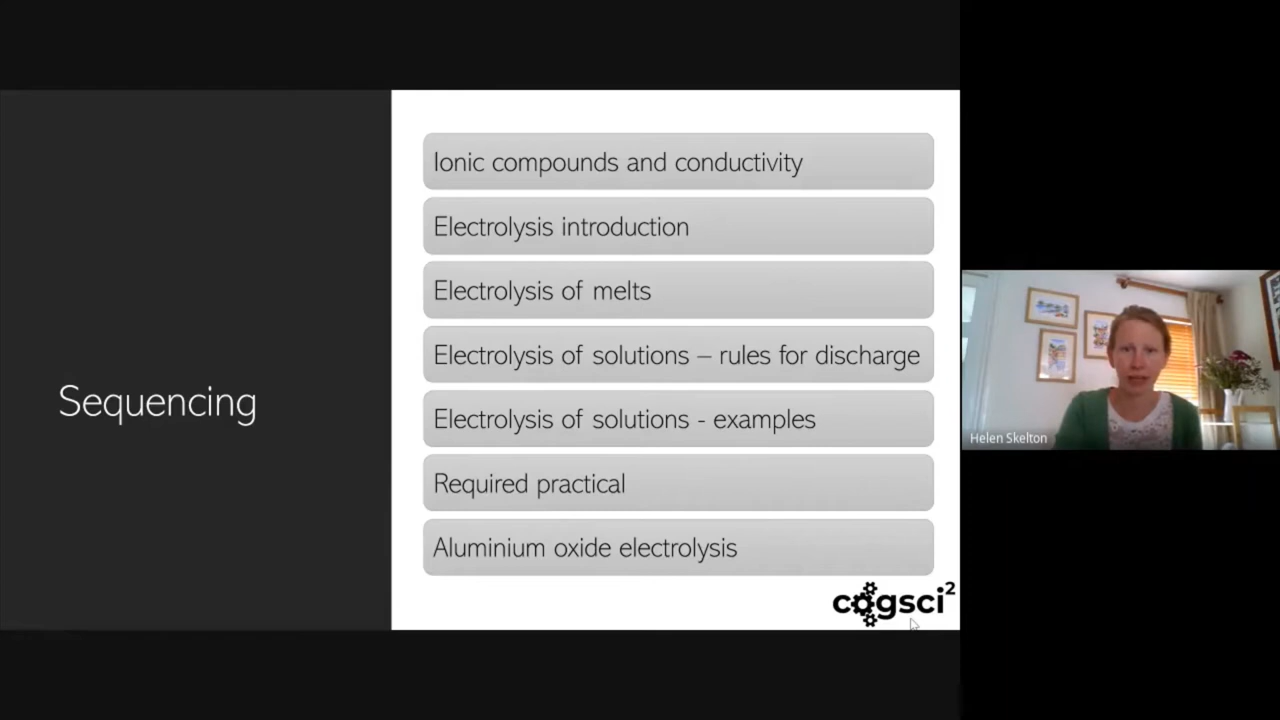 Sequencing
Ionic compounds and conductivity
Electrolysis introduction
Electrolysis of melts
Electrolysis of solutions – rules for discharge
Electrolysis of solutions - examples
Required practical
Aluminium oxide electrolysis
cogsci²
Helen Skelton